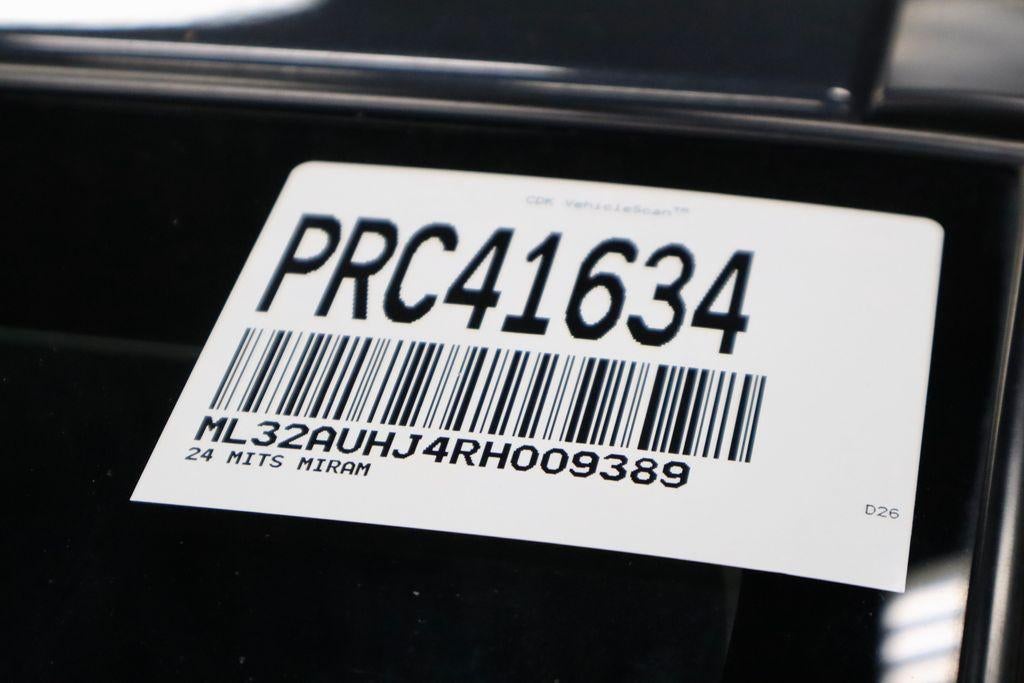 CDK VehicleScan™
PRC41634
ML32AUHJ4RH009389
24 MITS MIRAM
D26